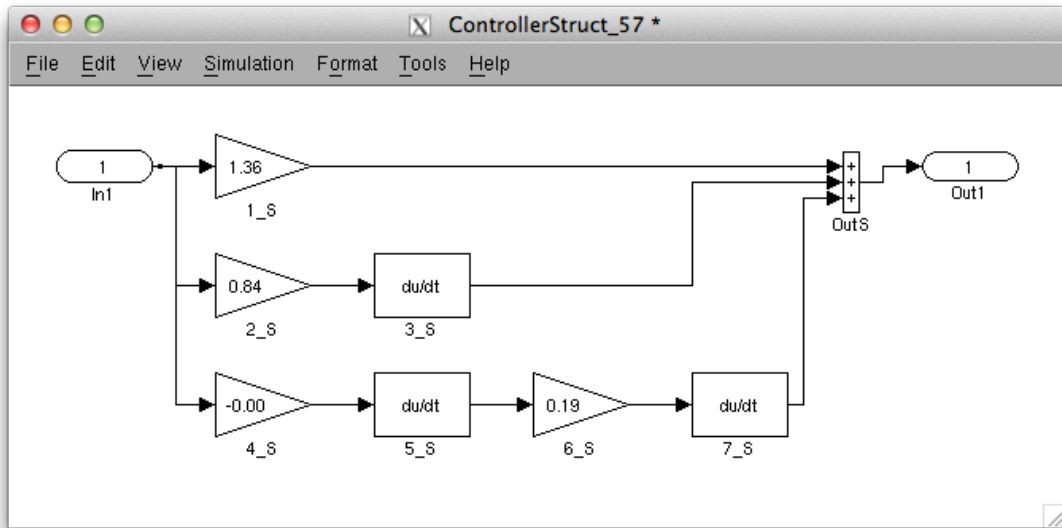 ControllerStruct_57 *
File Edit View Simulation Format Tools Help
1
In1
1.36
1_S
+
+
+
OutS
1
Out1
0.84
2_S
du/dt
3_S
-0.00
4_S
du/dt
5_S
0.19
6_S
du/dt
7_S